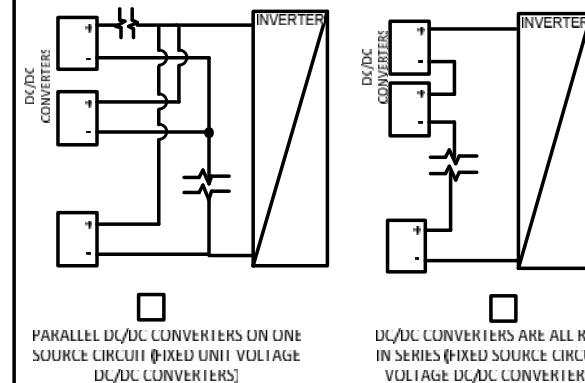 INVERTER
DC/DC
CONVERTERS
+
-
+
-
+
-
PARALLEL DC/DC CONVERTERS ON ONE
SOURCE CIRCUIT (FIXED UNIT VOLTAGE
DC/DC CONVERTERS)
INVERTER
DC/DC
CONVERTERS
+
-
+
-
+
-
DC/DC CONVERTERS ARE ALL R
IN SERIES (FIXED SOURCE CIRCU
VOLTAGE DC/DC CONVERTER